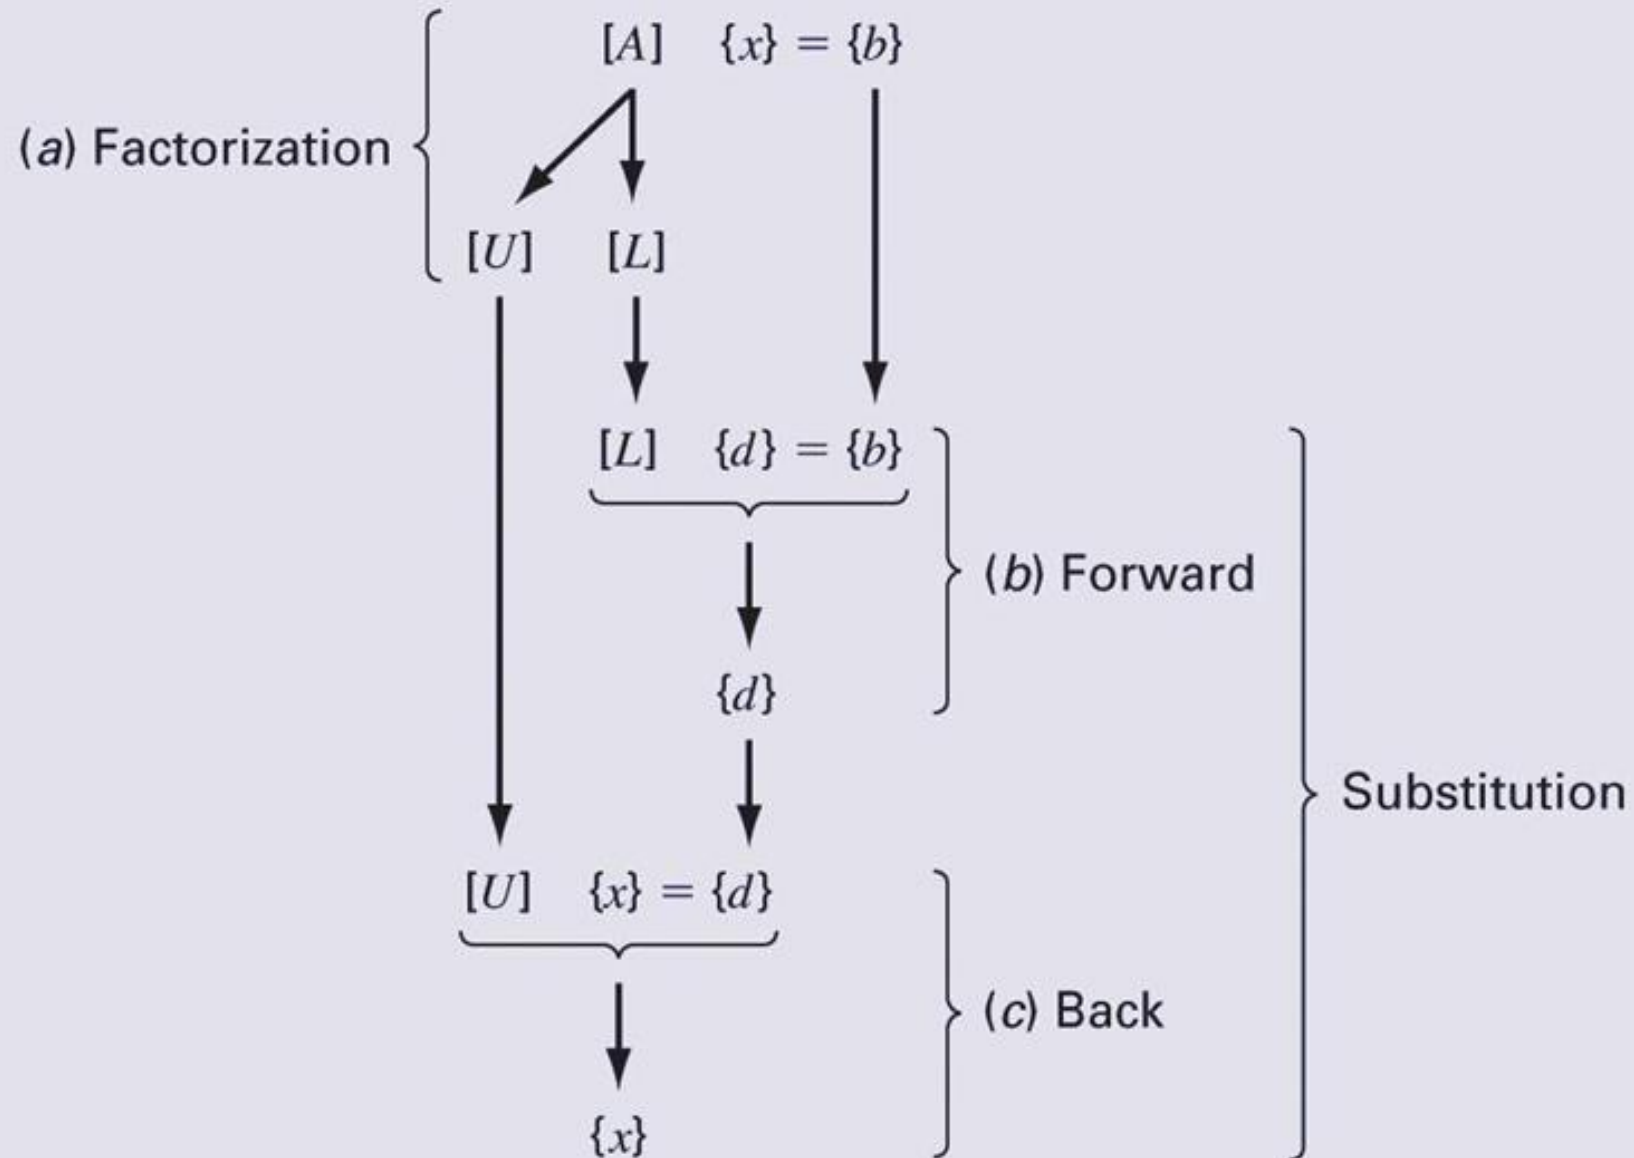 [A] {x} = {b}
(a) Factorization
[U] [L]
[L] {d} = {b}
(b) Forward
{d}
Substitution
[U] {x} = {d}
(c) Back
{x}